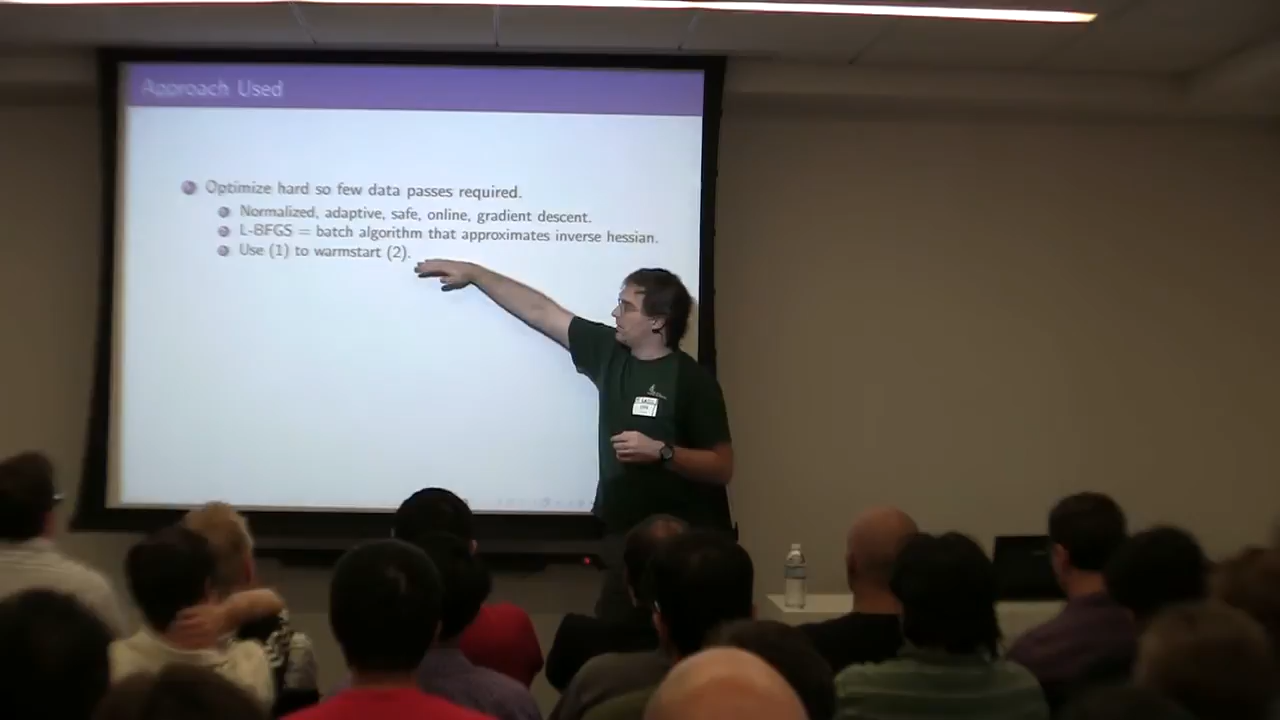 Approach Used
Optimize hard so few data passes required.
Normalized, adaptive, safe, online, gradient descent.
L-BFGS = batch algorithm that approximates inverse hessian.
Use (1) to warmstart (2).